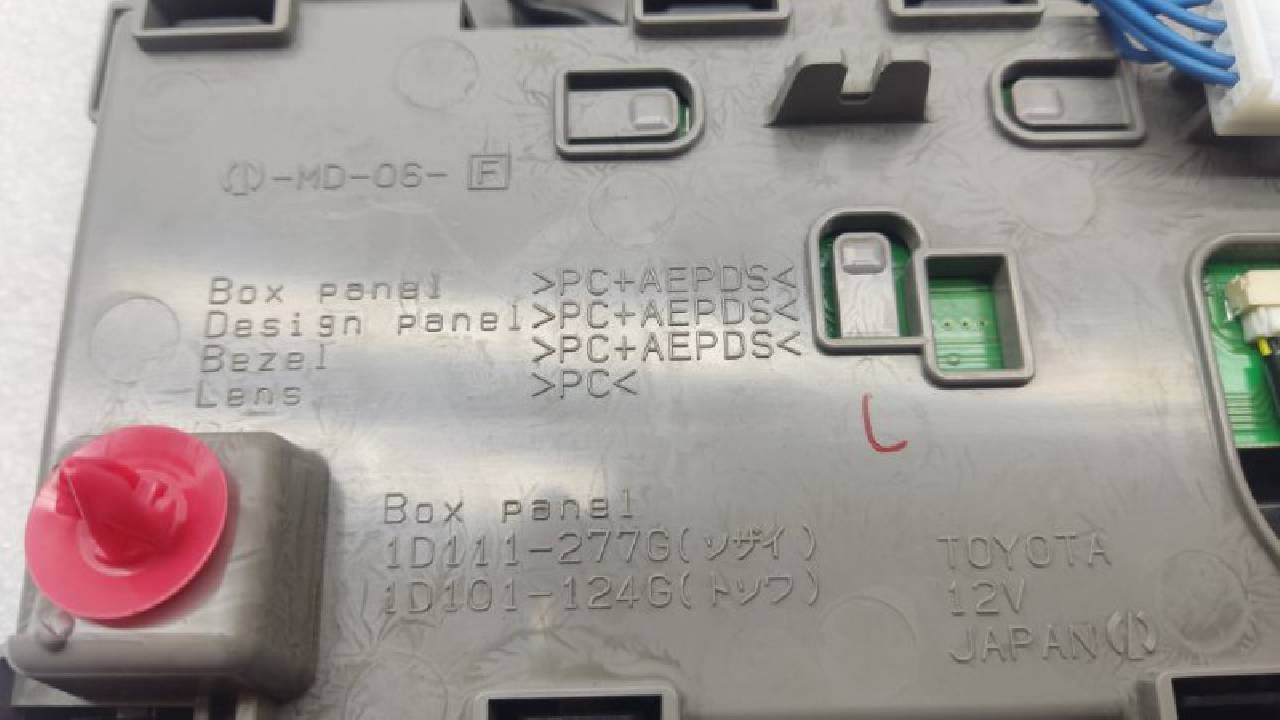 -MD-06- F
Box panel >PC+AEPDS<
Design panel >PC+AEPDS<
Bezel >PC+AEPDS<
Lens >PC<
Box panel
1D111-277G(ソザイ)
1D101-124G(トソウ)
TOYOTA
12V
JAPAN
L